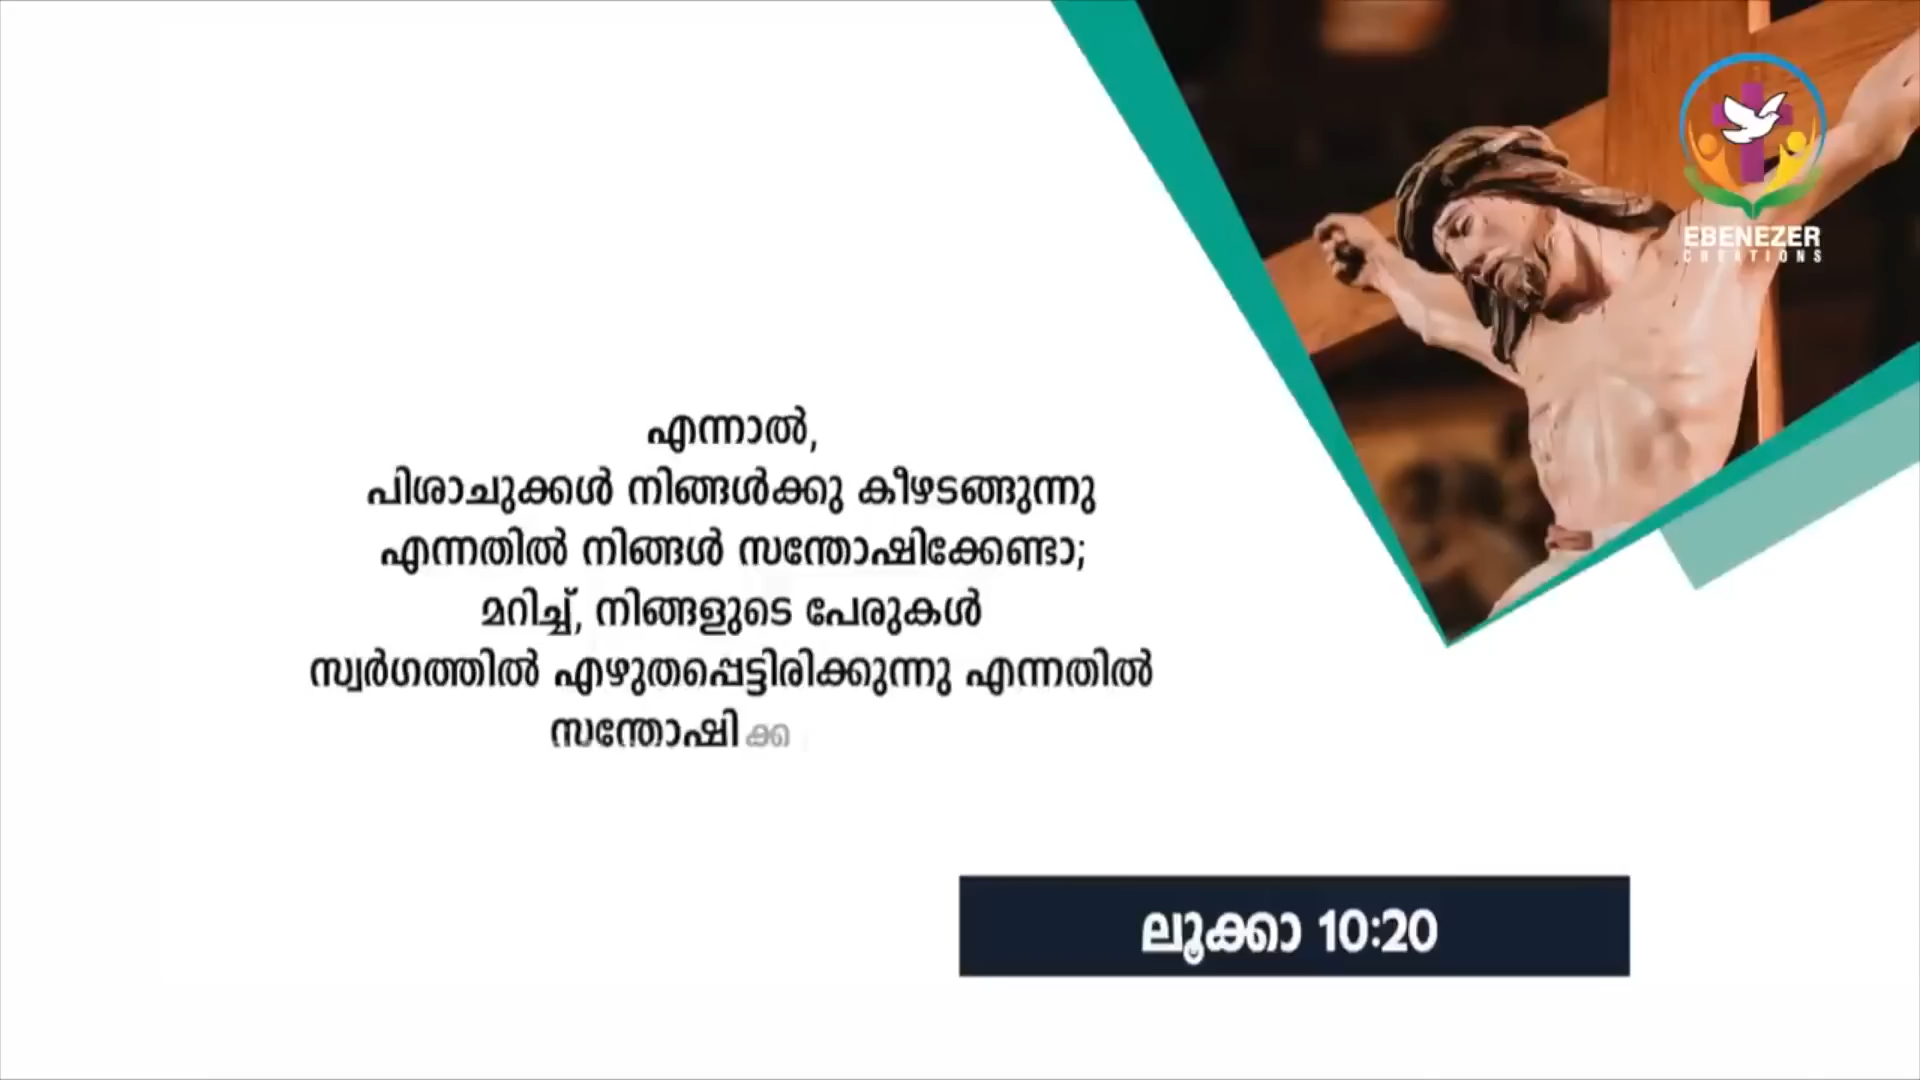 EBENEZER
CREATIONS
എന്നാൽ,
പിശാചുക്കൾ നിങ്ങൾക്കു കീഴടങ്ങുന്നു
എന്നതിൽ നിങ്ങൾ സന്തോഷിക്കേണ്ടാ;
മറിച്ച്, നിങ്ങളുടെ പേരുകൾ
സ്വർഗത്തിൽ എഴുതപ്പെട്ടിരിക്കുന്നു എന്നതിൽ
സന്തോഷിക്ക
ലൂക്കാ 10:20